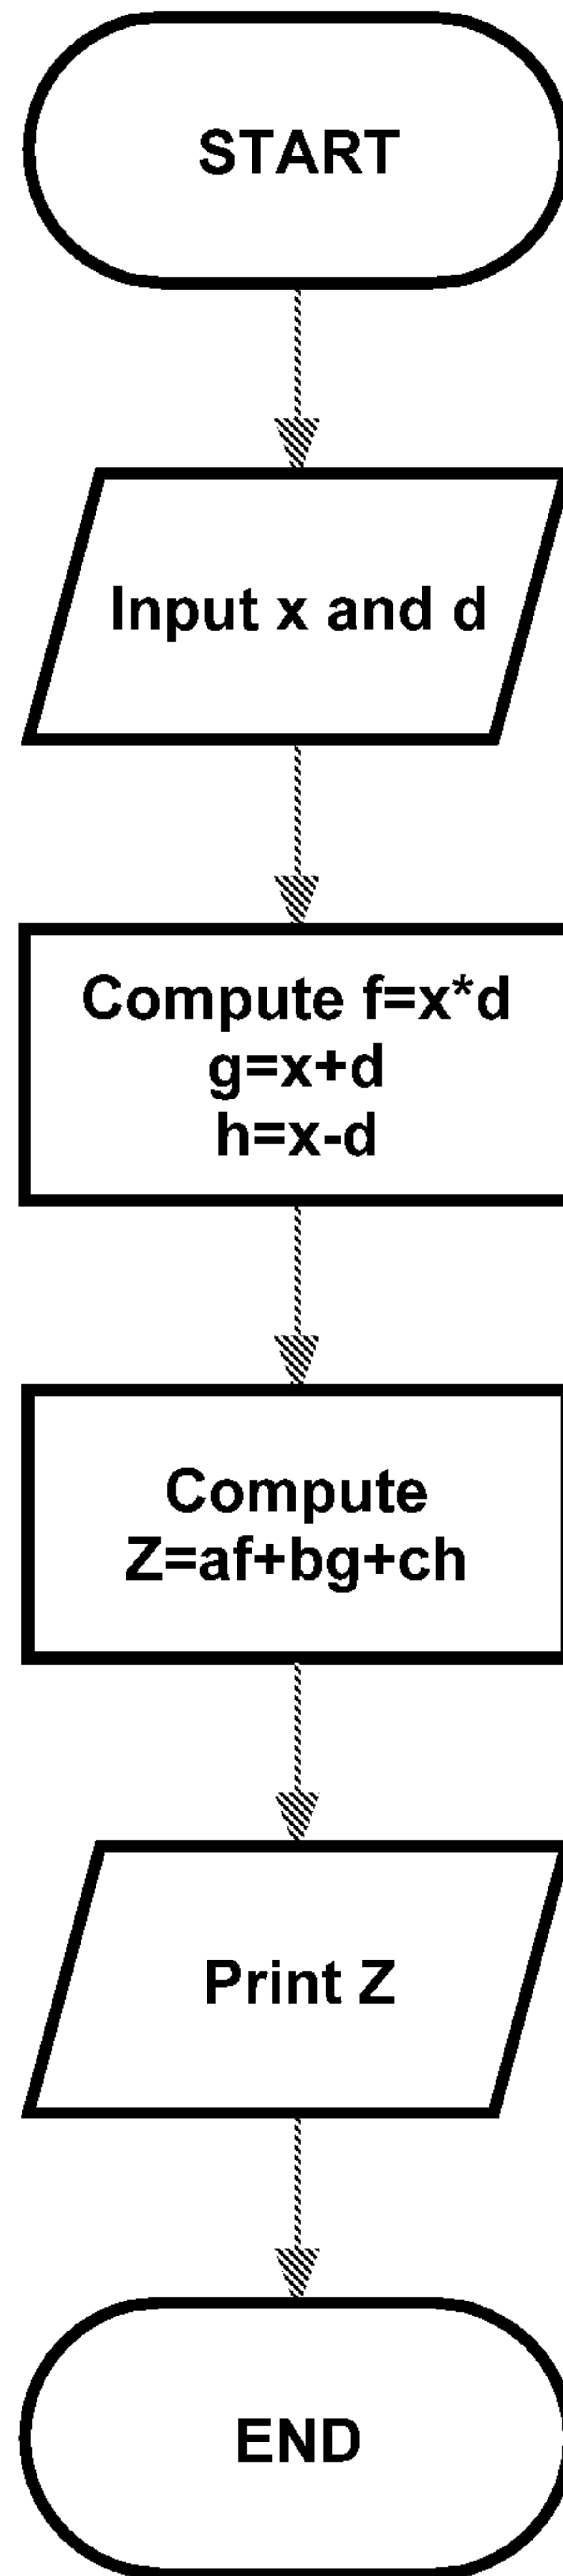 START
Input x and d
Compute f=x*d
g=x+d
h=x-d
Compute
Z=af+bg+ch
Print Z
END